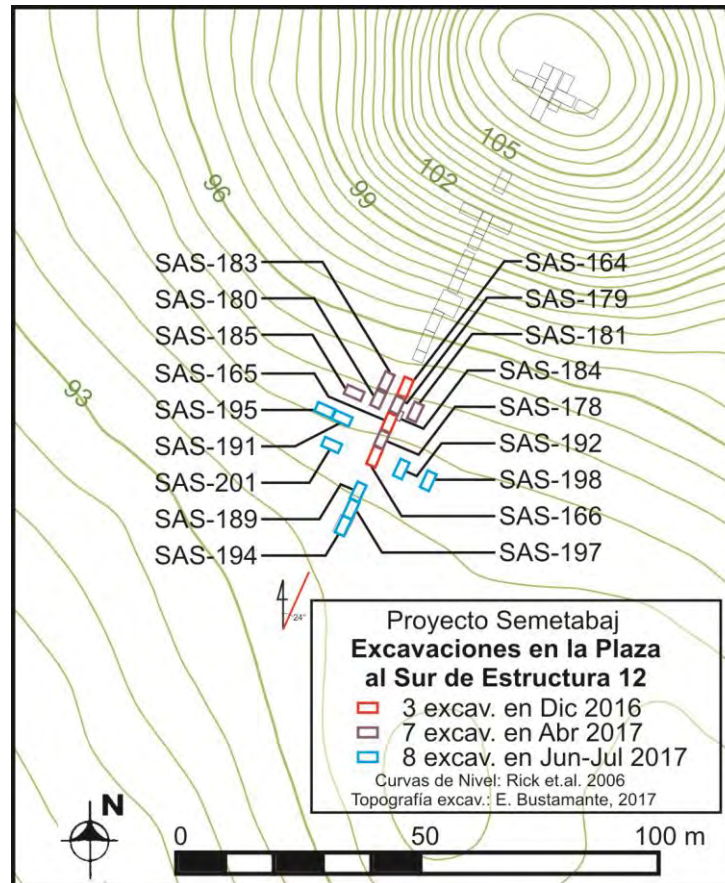 105
102
99
96
93
SAS-183
SAS-180
SAS-185
SAS-165
SAS-195
SAS-191
SAS-201
SAS-189
SAS-194
SAS-164
SAS-179
SAS-181
SAS-184
SAS-178
SAS-192
SAS-198
SAS-166
SAS-197
24°
Proyecto Semetabaj
Excavaciones en la Plaza
al Sur de Estructura 12
3 excav. en Dic 2016
7 excav. en Abr 2017
8 excav. en Jun-Jul 2017
Curvas de Nivel: Rick et.al. 2006
Topografía excav.: E. Bustamante, 2017
N
0 50 100 m